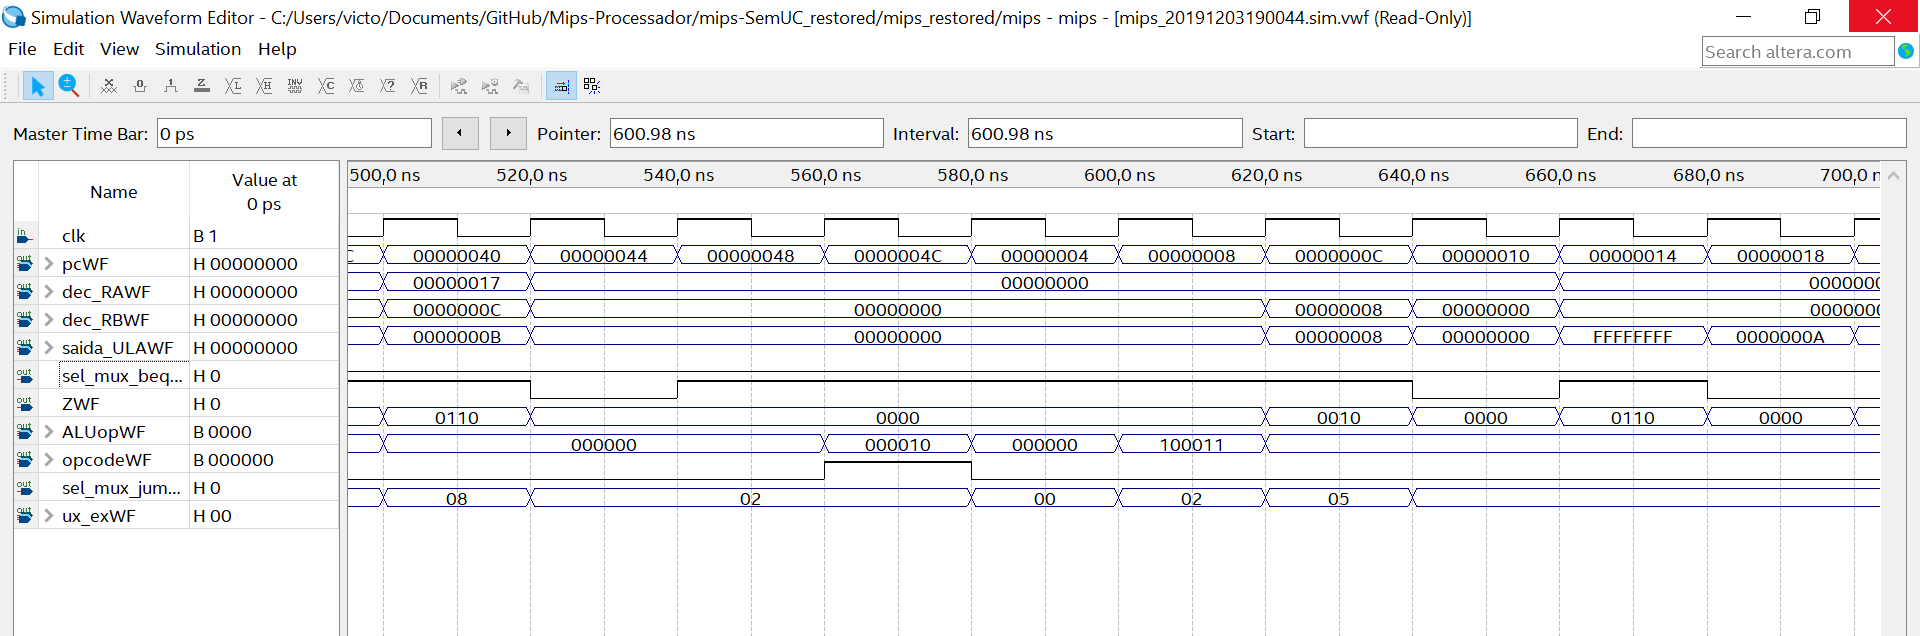 Simulation Waveform Editor - C:/Users/victo/Documents/GitHub/Mips-Processador/mips-SemUC_restored/mips_restored/mips - mips - [mips_20191203190044.sim.vwf (Read-Only)]
File Edit View Simulation Help
Search altera.com
Master Time Bar: 0 ps Pointer: 600.98 ns Interval: 600.98 ns Start: End:
Name Value at 0 ps
500,0 ns 520,0 ns 540,0 ns 560,0 ns 580,0 ns 600,0 ns 620,0 ns 640,0 ns 660,0 ns 680,0 ns 700,0 n
clk B 1
pcWF H 00000000 C 00000040 00000044 00000048 0000004C 00000004 00000008 0000000C 00000010 00000014 00000018
dec_RAWF H 00000000 00000017 00000000 0000000
dec_RBWF H 00000000 0000000C 00000000 00000008 00000000 0000000
saida_ULAWF H 00000000 0000000B 00000000 00000008 00000000 FFFFFFFF 0000000A
sel_mux_beq... H 0
ZWF H 0
ALUopWF B 0000 0110 0000 0010 0000 0110 0000
opcodeWF B 000000 000000 000010 000000 100011
sel_mux_jum... H 0
ux_exWF H 00 08 02 00 02 05